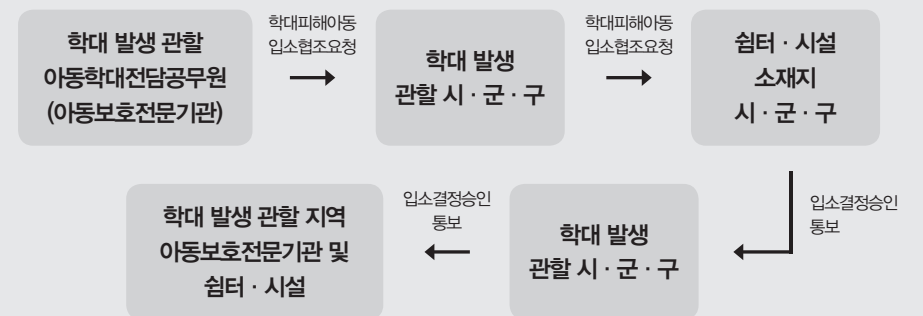 학대 발생 관할
아동학대전담공무원
(아동보호전문기관)
학대피해아동
입소협조요청
학대 발생
관할 시 · 군 · 구
학대피해아동
입소협조요청
쉼터 · 시설
소재지
시 · 군 · 구
입소결정승인
통보
학대 발생
관할 시 · 군 · 구
입소결정승인
통보
학대 발생 관할 지역
아동보호전문기관 및
쉼터 · 시설